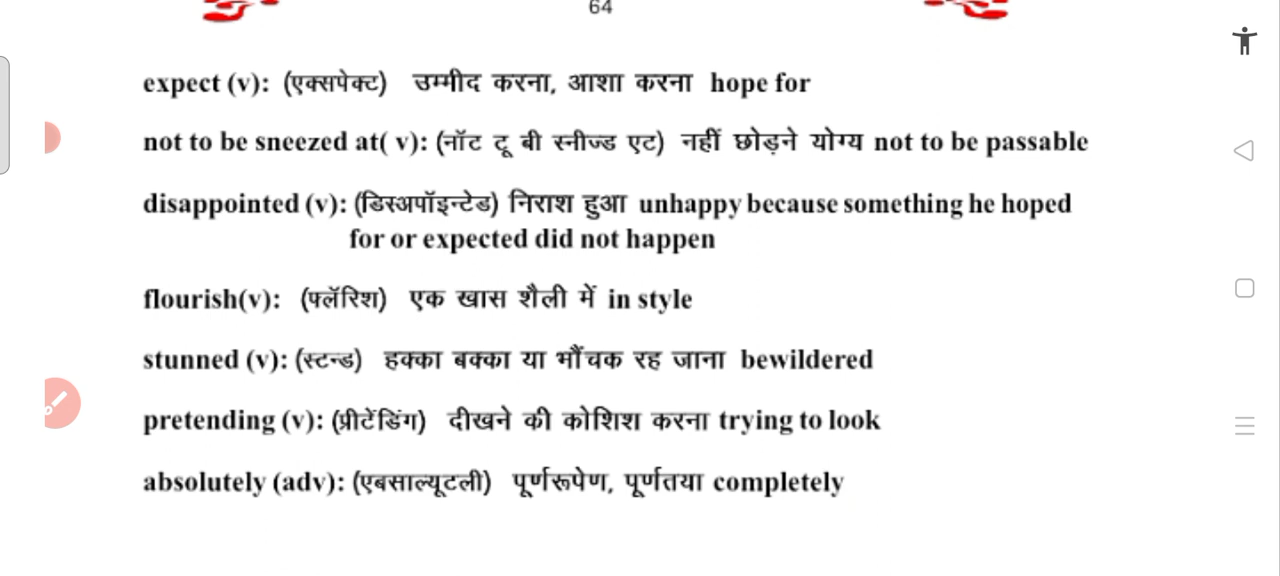 64
expect (v): (एक्सपेक्ट) उम्मीद करना, आशा करना hope for
not to be sneezed at( v): (नॉट टू बी स्नीज्ड एट) नहीं छोड़ने योग्य not to be passable
disappointed (v): (डिस्अपॉइन्टेड) निराश हुआ unhappy because something he hoped
for or expected did not happen
flourish(v): (फ्लॅरिश) एक खास शैली में in style
stunned (v): (स्टन्ड) हक्का बक्का या भौंचक रह जाना bewildered
pretending (v): (प्रीटेंडिंग) दीखने की कोशिश करना trying to look
absolutely (adv): (एबसाल्यूटली) पूर्णरूपेण, पूर्णतया completely